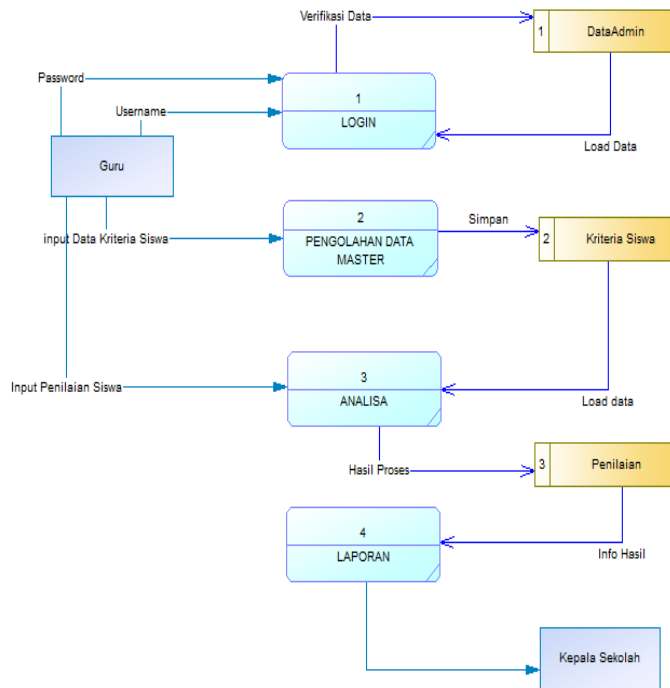 Verifikasi Data
1
DataAdmin
Password
1
Username
LOGIN
Load Data
Guru
2
Simpan
input Data Kriteria Siswa
PENGOLAHAN DATA
MASTER
2
Kriteria Siswa
3
Input Penilaian Siswa
ANALISA
Load data
Hasil Proses
3
Penilaian
4
LAPORAN
Info Hasil
Kepala Sekolah